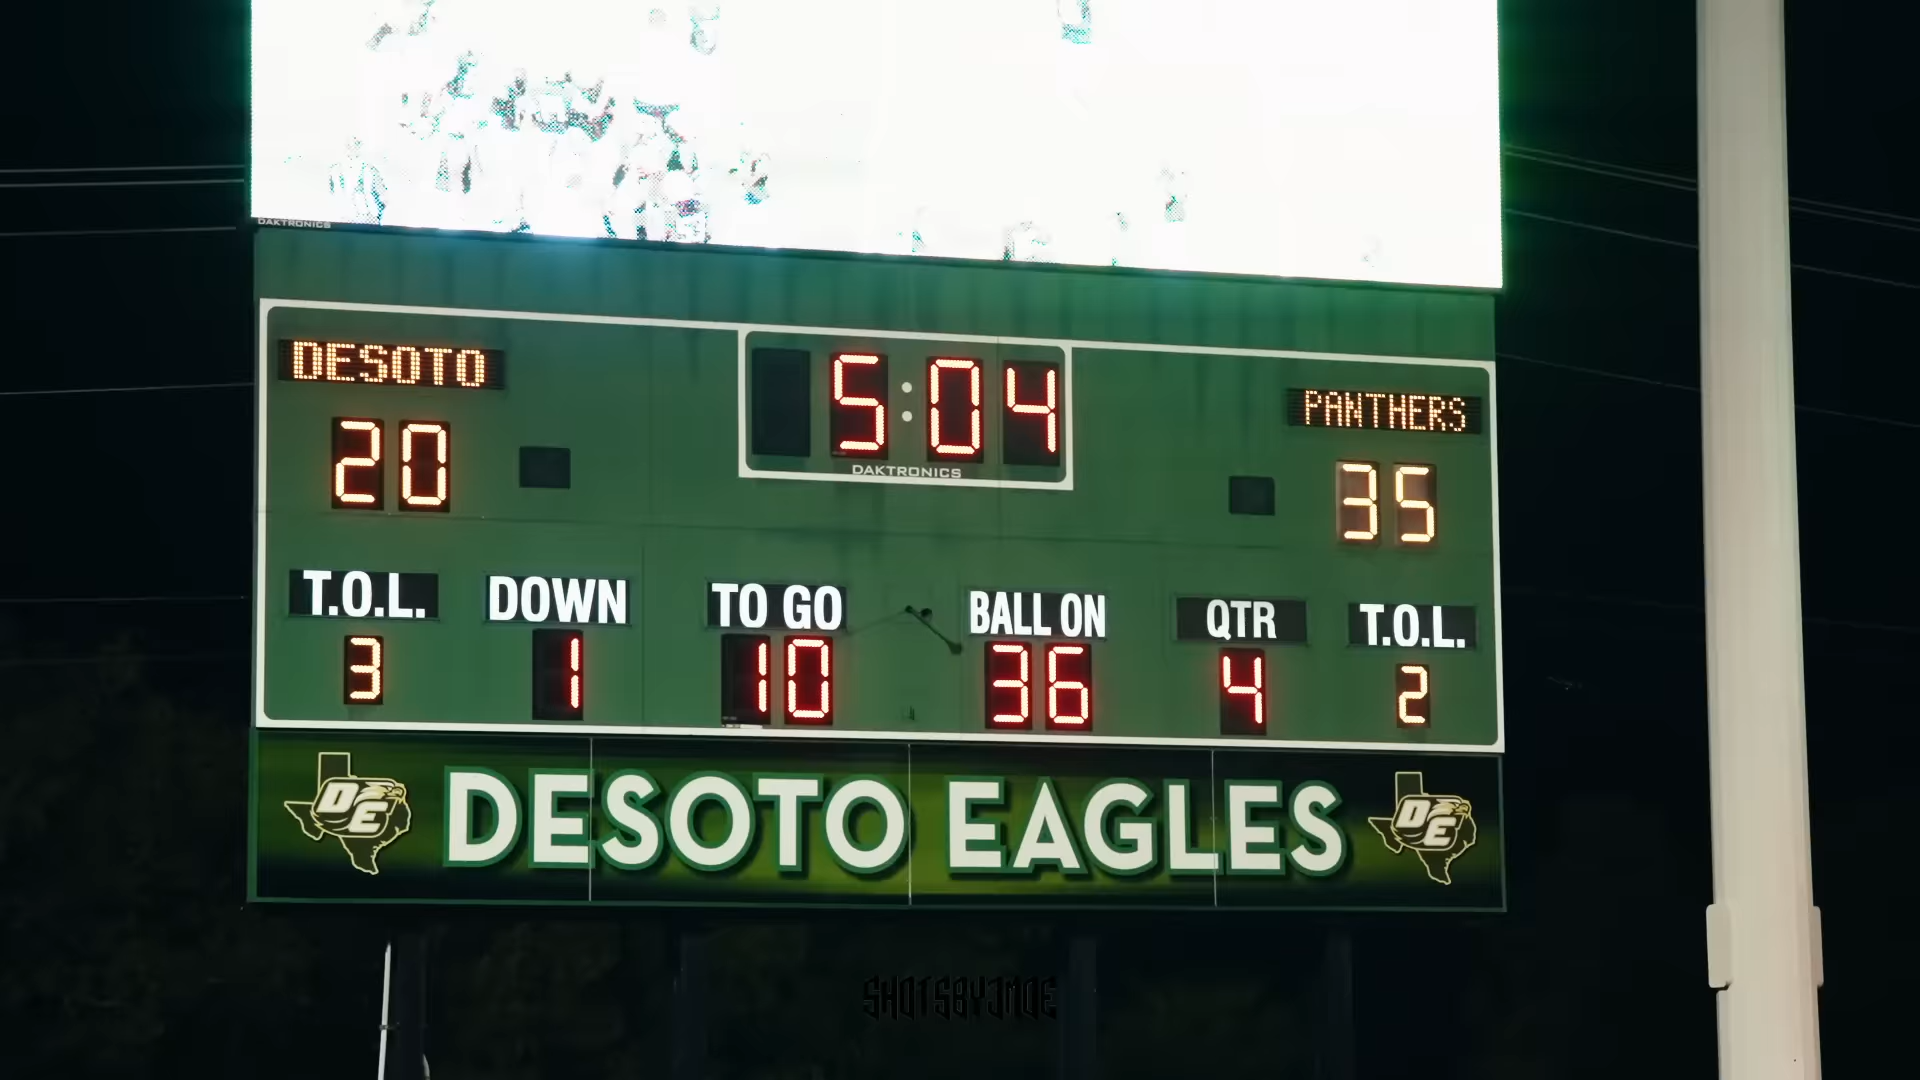 DAKTRONICS
DESOTO
5:04
PANTHERS
20
DAKTRONICS
35
T.O.L. DOWN TO GO BALL ON QTR T.O.L.
3 1 10 36 4 2
DE DESOTO EAGLES DE
SHOTSBYJMOE